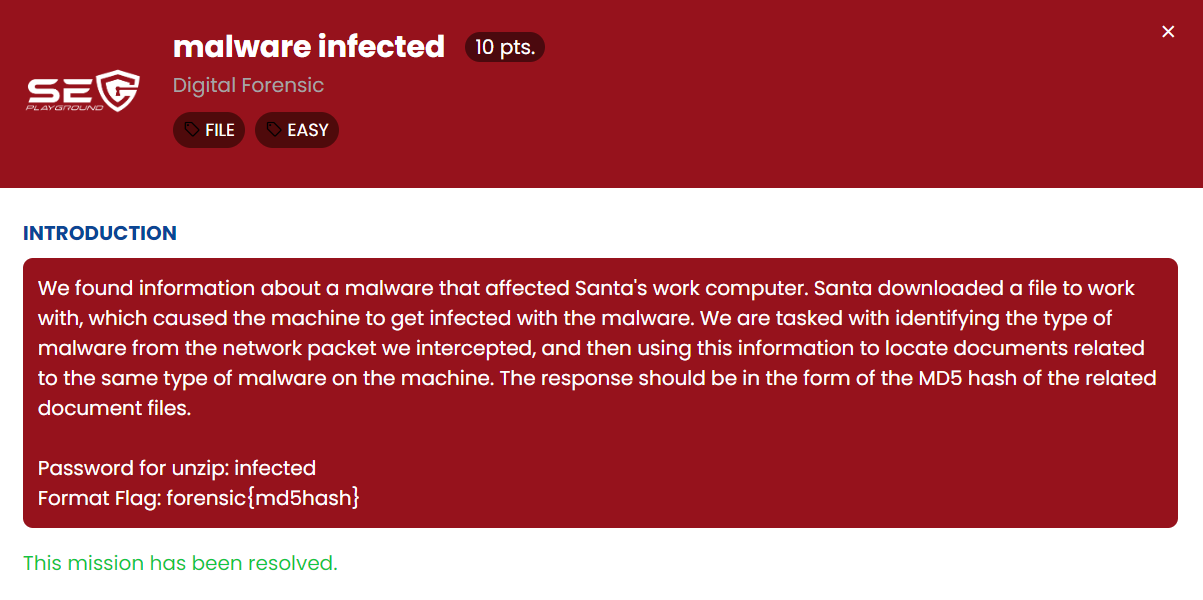 malware infected
10 pts.
×
SEC
PLAYGROUND
Digital Forensic
FILE
EASY
INTRODUCTION
We found information about a malware that affected Santa's work computer. Santa downloaded a file to work
with, which caused the machine to get infected with the malware. We are tasked with identifying the type of
malware from the network packet we intercepted, and then using this information to locate documents related
to the same type of malware on the machine. The response should be in the form of the MD5 hash of the related
document files.
Password for unzip: infected
Format Flag: forensic{md5hash}
This mission has been resolved.